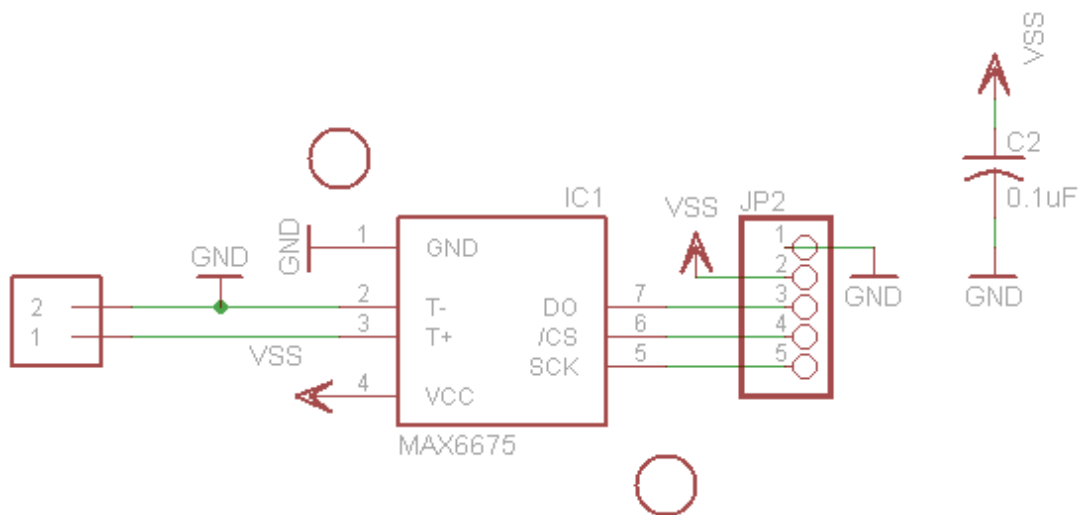 VSS
C2
0.1uF
GND
IC1
VSS
JP2
GND
1
GND
1
2
GND
GND
2
2
T-
DO
7
3
1
3
T+
/CS
6
4
VSS
SCK
5
5
4
VCC
MAX6675